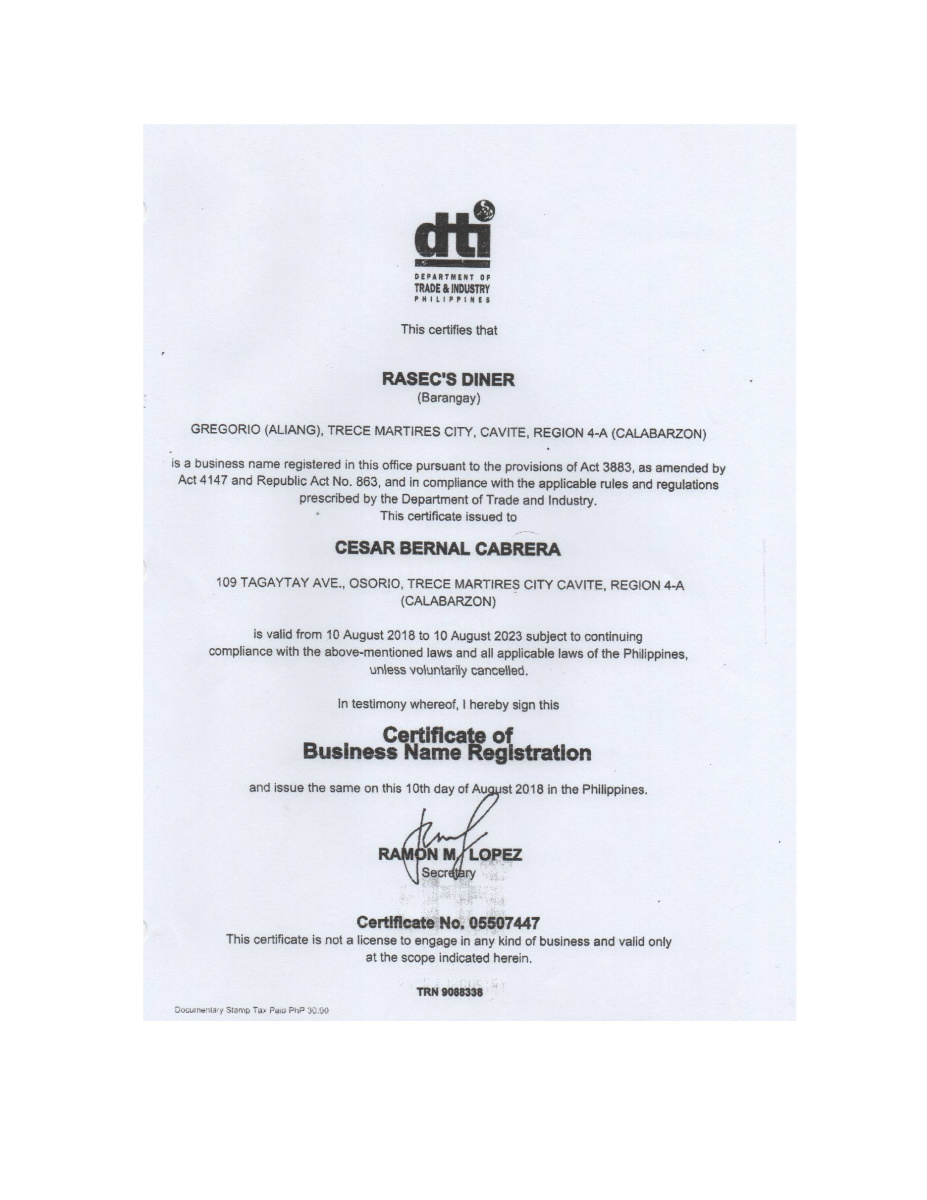 dti
DEPARTMENT OF
TRADE & INDUSTRY
PHILIPPINES
This certifies that
RASEC'S DINER
(Barangay)
GREGORIO (ALIANG), TRECE MARTIRES CITY, CAVITE, REGION 4-A (CALABARZON)
is a business name registered in this office pursuant to the provisions of Act 3883, as amended by
Act 4147 and Republic Act No. 863, and in compliance with the applicable rules and regulations
prescribed by the Department of Trade and Industry.
This certificate issued to
CESAR BERNAL CABRERA
109 TAGAYTAY AVE., OSORIO, TRECE MARTIRES CITY CAVITE, REGION 4-A
(CALABARZON)
is valid from 10 August 2018 to 10 August 2023 subject to continuing
compliance with the above-mentioned laws and all applicable laws of the Philippines,
unless voluntarily cancelled.
In testimony whereof, I hereby sign this
Certificate of
Business Name Registration
and issue the same on this 10th day of August 2018 in the Philippines.
RAMON M. LOPEZ
Secretary
Certificate No. 05507447
This certificate is not a license to engage in any kind of business and valid only
at the scope indicated herein.
TRN 9088338
Documentary Stamp Tax Paid PhP 30.00